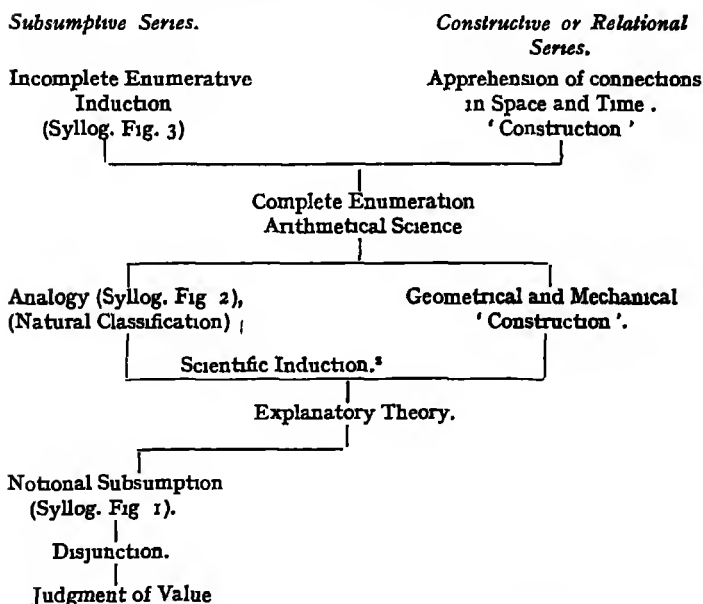 Subsumptive Series.
Constructive or Relational
Series.
Incomplete Enumerative
Induction
(Syllog. Fig. 3)
Apprehension of connections
in Space and Time .
' Construction '
Complete Enumeration
Arithmetical Science
Analogy (Syllog. Fig 2),
(Natural Classification)
Geometrical and Mechanical
' Construction '.
Scientific Induction.²
Explanatory Theory.
Notional Subsumption
(Syllog. Fig 1).
Disjunction.
Judgment of Value